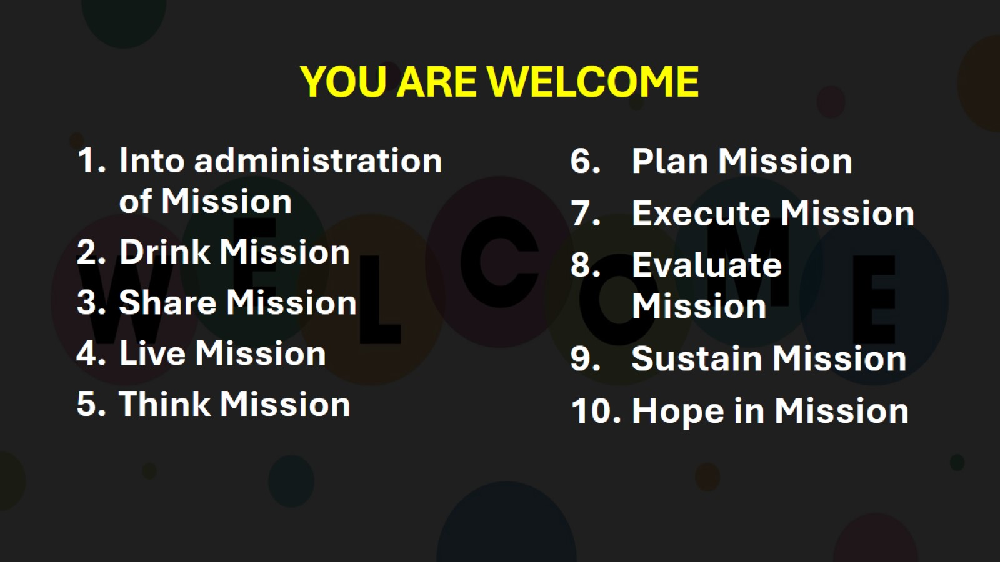 YOU ARE WELCOME
1. Into administration
of Mission
2. Drink Mission
3. Share Mission
4. Live Mission
5. Think Mission
6. Plan Mission
7. Execute Mission
8. Evaluate
Mission
9. Sustain Mission
10. Hope in Mission
WELCOME